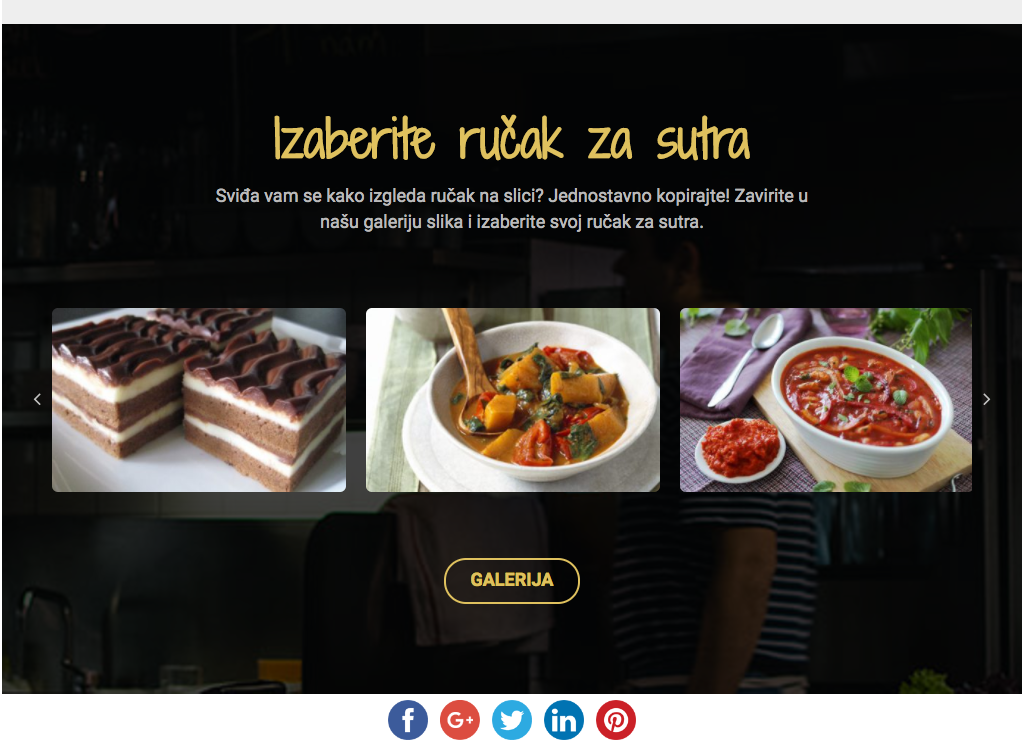 Izaberite ručak za sutra
Sviđa vam se kako izgleda ručak na slici? Jednostavno kopirajte! Zavirite u
našu galeriju slika i izaberite svoj ručak za sutra.
GALERIJA
f G+ in